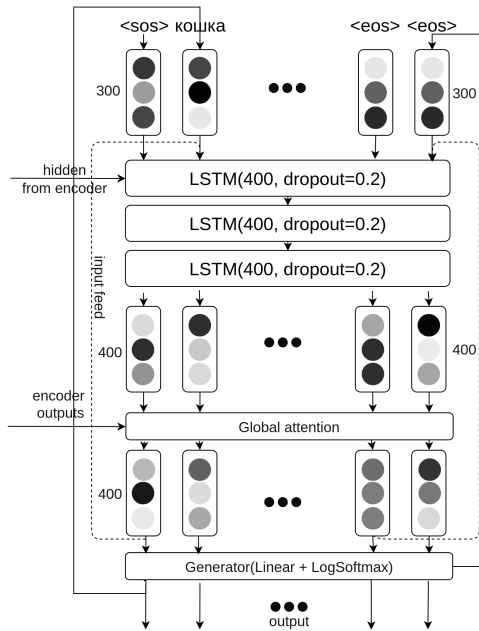 <sos> кошка <eos> <eos>
300
300
hidden
from encoder
LSTM(400, dropout=0.2)
LSTM(400, dropout=0.2)
LSTM(400, dropout=0.2)
input feed
400
400
encoder
outputs
Global attention
400
Generator(Linear + LogSoftmax)
output